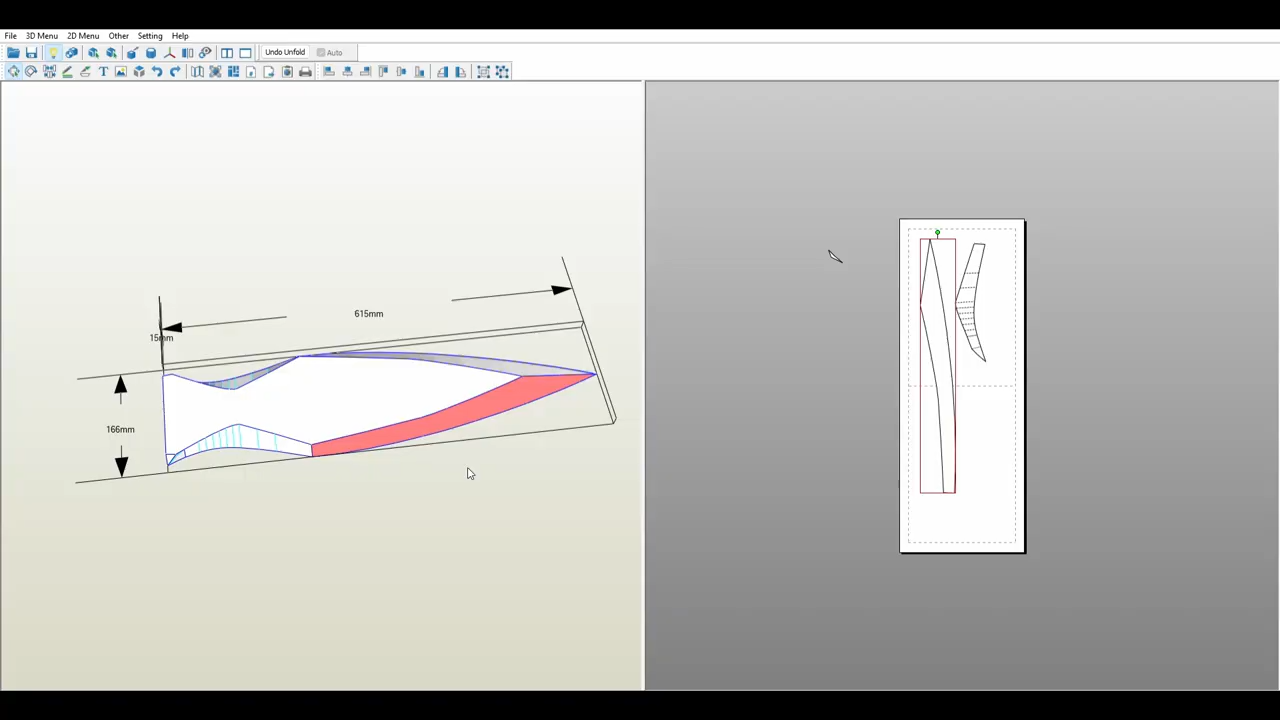 File 3D Menu 2D Menu Other Setting Help
Undo Unfold Auto
615mm
15mm
166mm